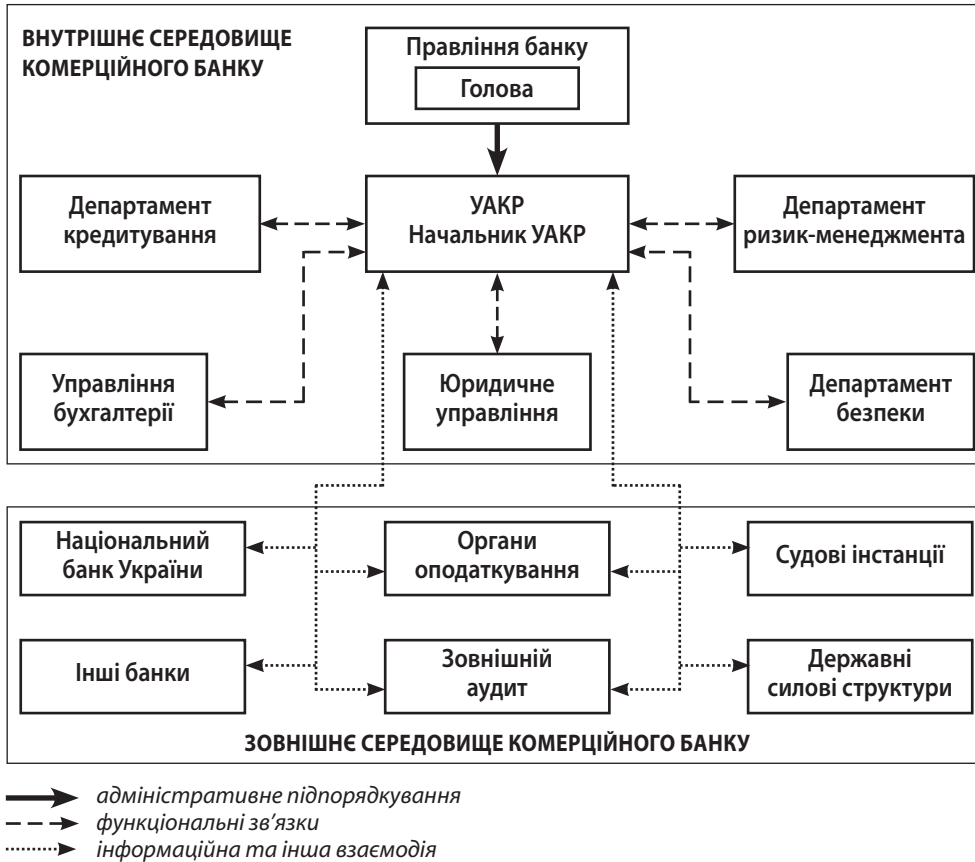 ВНУТРІШНЄ СЕРЕДОВИЩЕ
КОМЕРЦІЙНОГО БАНКУ
Правління банку
Голова
Департамент
кредитування
УАКР
Начальник УАКР
Департамент
ризик-менеджмента
Управління
бухгалтерії
Юридичне
управління
Департамент
безпеки
Національний
банк України
Органи
оподаткування
Судові інстанції
Інші банки
Зовнішній
аудит
Державні
силові структури
ЗОВНІШНЄ СЕРЕДОВИЩЕ КОМЕРЦІЙНОГО БАНКУ
адміністративне підпорядкування
функціональні зв'язки
інформаційна та інша взаємодія